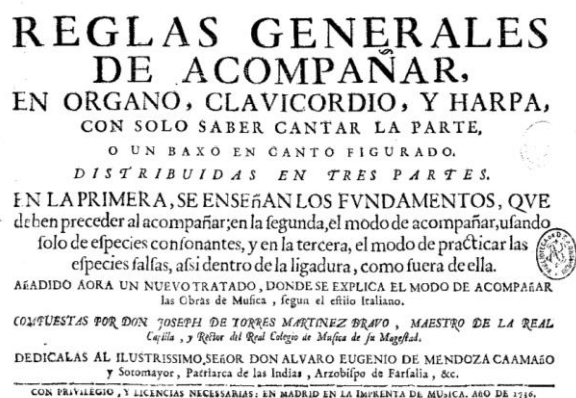 REGLAS GENERALES
DE ACOMPAÑAR,
EN ORGANO, CLAVICORDIO, Y HARPA,
CON SOLO SABER CANTAR LA PARTE,
O UN BAXO EN CANTO FIGURADO.
DISTRIBUIDAS EN TRES PARTES.
EN LA PRIMERA, SE ENSEñAN LOS FVNDAMENTOS, QVE
deben preceder al acompañar;en la ſegunda,el modo de acompañar,uſando
ſolo de eſpecies conſonantes, y en la tercera, el modo de practicar las
eſpecies falſas, aſsi dentro de la ligadura, como fuera de ella.
AñADIDO AORA UN NUEVO TRATADO, DONDE SE EXPLICA EL MODO DE ACOMPAñAR
las Obras de Muſica, ſegun el eſtilo Italiano.
COMPUESTAS POR DON JOSEPH DE TORRES MARTINEZ BRAVO, MAESTRO DE LA REAL
Capilla, y Rector del Real Colegio de Muſica de ſu Mageſtad.
DEDICALAS AL ILUSTRISSIMO,SEñOR DON ALVARO EUGENIO DE MENDOZA CAAMAñO
y Sotomayor, Patriarca de las Indias, Arzobiſpo de Farſalia, &c.
CON PRIVILEGIO, Y LICENCIAS NECESSARIAS: EN MADRID EN LA IMPRENTA DE MUSICA. AñO DE 1736.